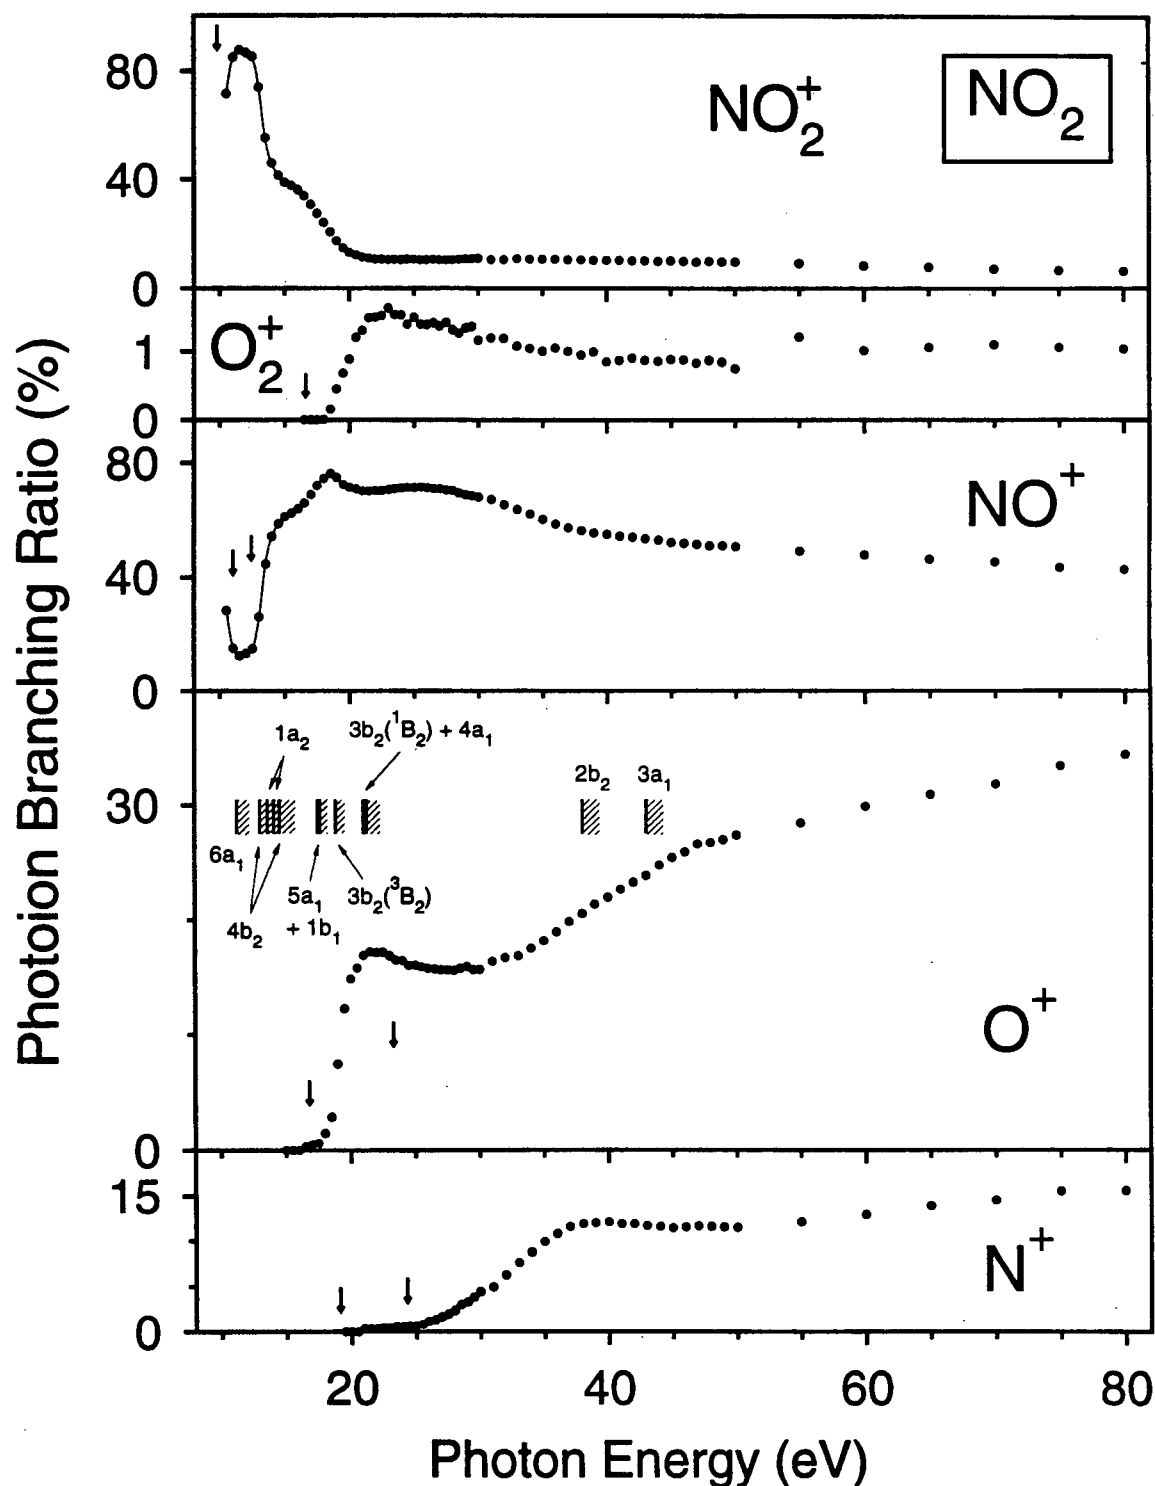 Photoion Branching Ratio (%)
80
40
0
NO₂⁺
NO₂
1
0
O₂⁺
80
40
0
NO⁺
30
0
1a₂
3b₂(¹B₂) + 4a₁
2b₂
3a₁
6a₁
4b₂
5a₁
+ 1b₁
3b₂(³B₂)
O⁺
15
0
N⁺
20 40 60 80
Photon Energy (eV)